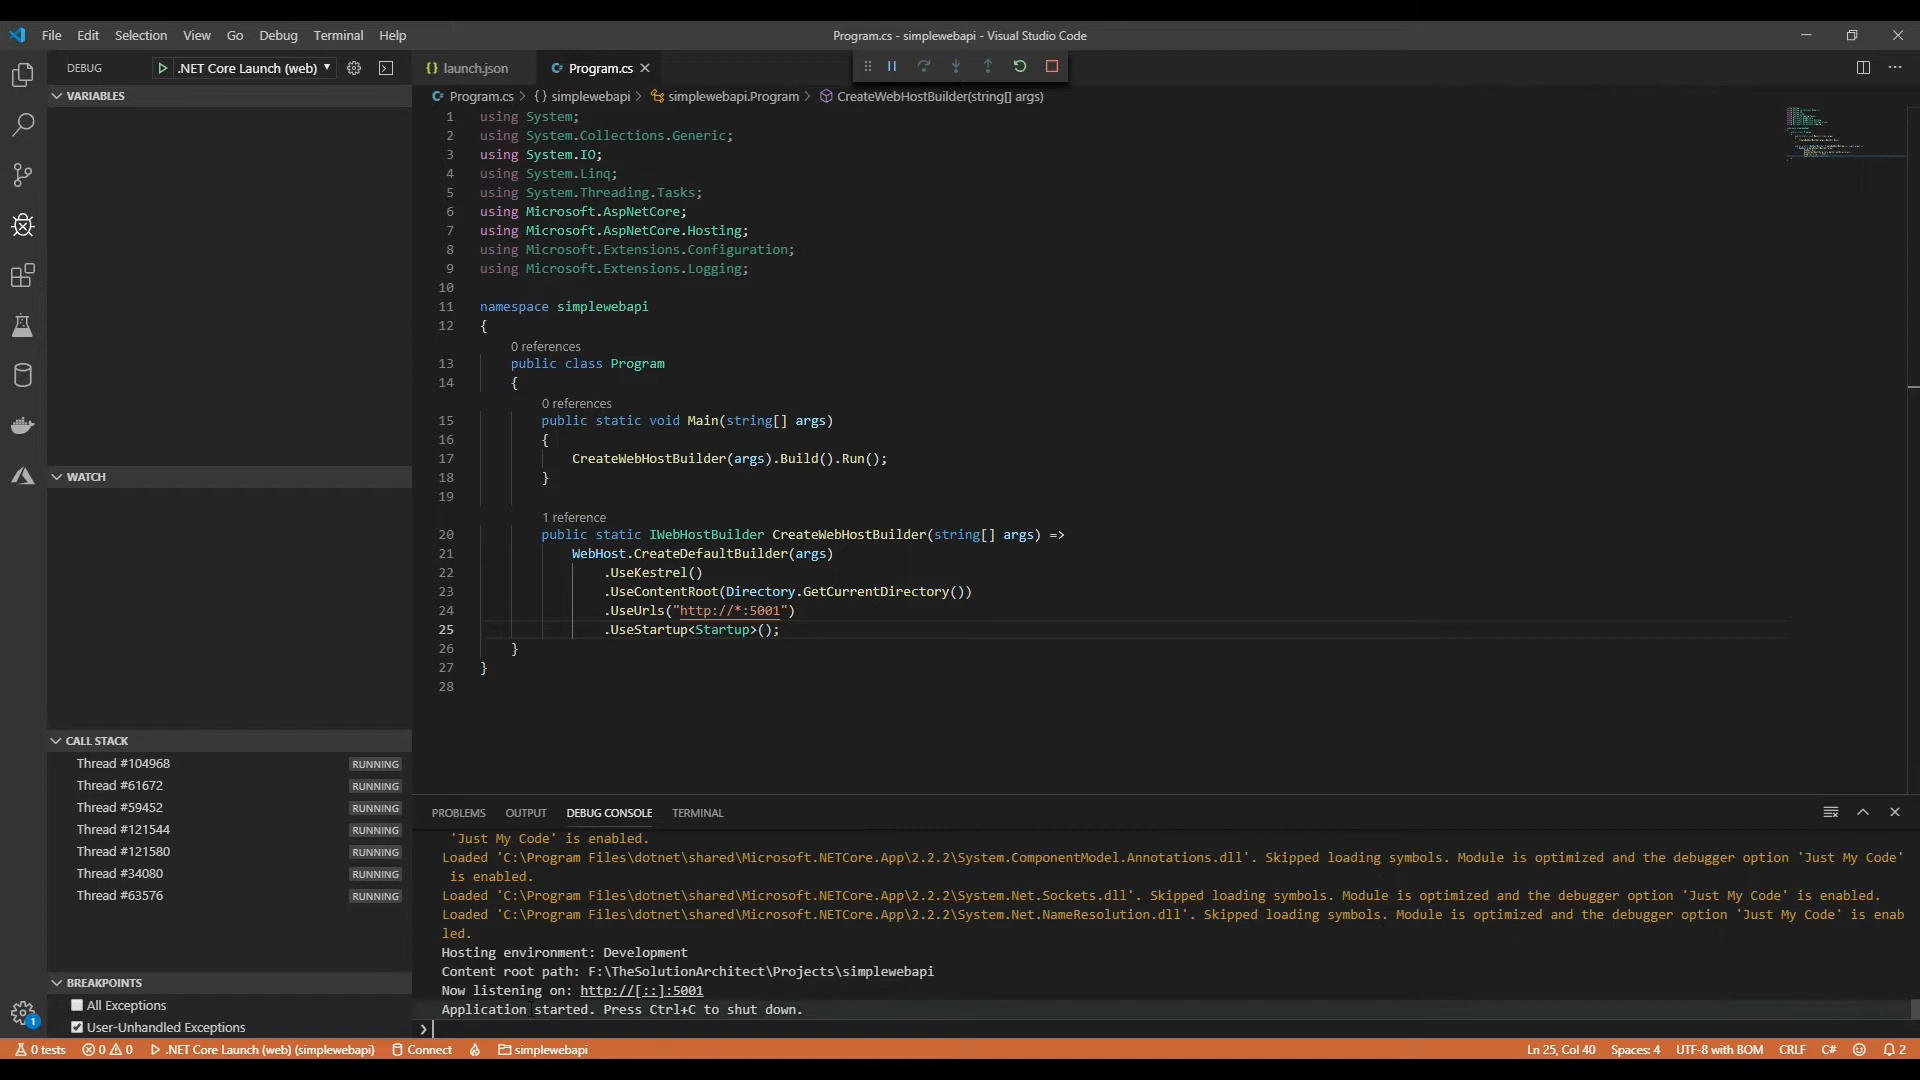 File Edit Selection View Go Debug Terminal Help
Program.cs - simplewebapi - Visual Studio Code
DEBUG
.NET Core Launch (web)
{} launch.json
Program.cs
Program.cs > {} simplewebapi > simplewebapi.Program > CreateWebHostBuilder(string[] args)
VARIABLES
WATCH
CALL STACK
Thread #104968 RUNNING
Thread #61672 RUNNING
Thread #59452 RUNNING
Thread #121544 RUNNING
Thread #121580 RUNNING
Thread #34080 RUNNING
Thread #63576 RUNNING
BREAKPOINTS
All Exceptions
User-Unhandled Exceptions
1 using System;
2 using System.Collections.Generic;
3 using System.IO;
4 using System.Linq;
5 using System.Threading.Tasks;
6 using Microsoft.AspNetCore;
7 using Microsoft.AspNetCore.Hosting;
8 using Microsoft.Extensions.Configuration;
9 using Microsoft.Extensions.Logging;
10
11 namespace simplewebapi
12 {
0 references
13 public class Program
14 {
0 references
15 public static void Main(string[] args)
16 {
17 CreateWebHostBuilder(args).Build().Run();
18 }
19
1 reference
20 public static IWebHostBuilder CreateWebHostBuilder(string[] args) =>
21 WebHost.CreateDefaultBuilder(args)
22 .UseKestrel()
23 .UseContentRoot(Directory.GetCurrentDirectory())
24 .UseUrls("http://*:5001")
25 .UseStartup<Startup>();
26 }
27 }
28
PROBLEMS OUTPUT DEBUG CONSOLE TERMINAL
'Just My Code' is enabled.
Loaded 'C:\Program Files\dotnet\shared\Microsoft.NETCore.App\2.2.2\System.ComponentModel.Annotations.dll'. Skipped loading symbols. Module is optimized and the debugger option 'Just My Code'
is enabled.
Loaded 'C:\Program Files\dotnet\shared\Microsoft.NETCore.App\2.2.2\System.Net.Sockets.dll'. Skipped loading symbols. Module is optimized and the debugger option 'Just My Code' is enabled.
Loaded 'C:\Program Files\dotnet\shared\Microsoft.NETCore.App\2.2.2\System.Net.NameResolution.dll'. Skipped loading symbols. Module is optimized and the debugger option 'Just My Code' is enab
led.
Hosting environment: Development
Content root path: F:\TheSolutionArchitect\Projects\simplewebapi
Now listening on: http://[::]:5001
Application started. Press Ctrl+C to shut down.
1
0 tests 0 0 .NET Core Launch (web) (simplewebapi) Connect simplewebapi
Ln 25, Col 40 Spaces: 4 UTF-8 with BOM CRLF C# 2